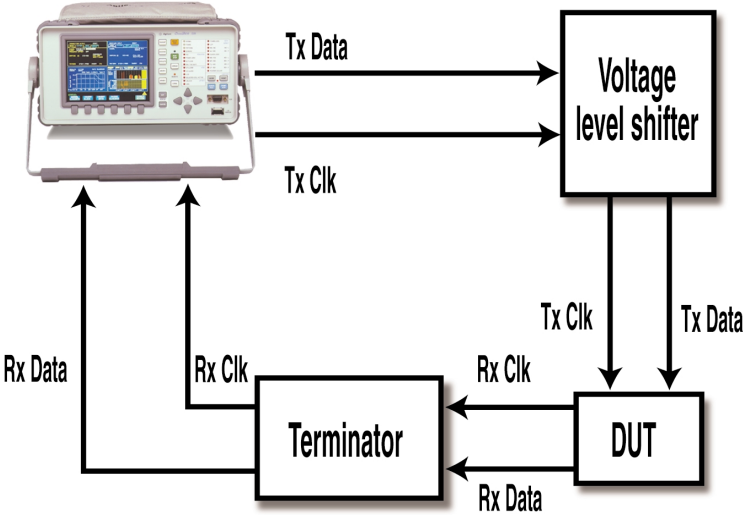 Tx Data
Voltage
level shifter
Tx Clk
Tx Clk
Tx Data
Rx Data
Rx Clk
Rx Clk
Terminator
DUT
Rx Data